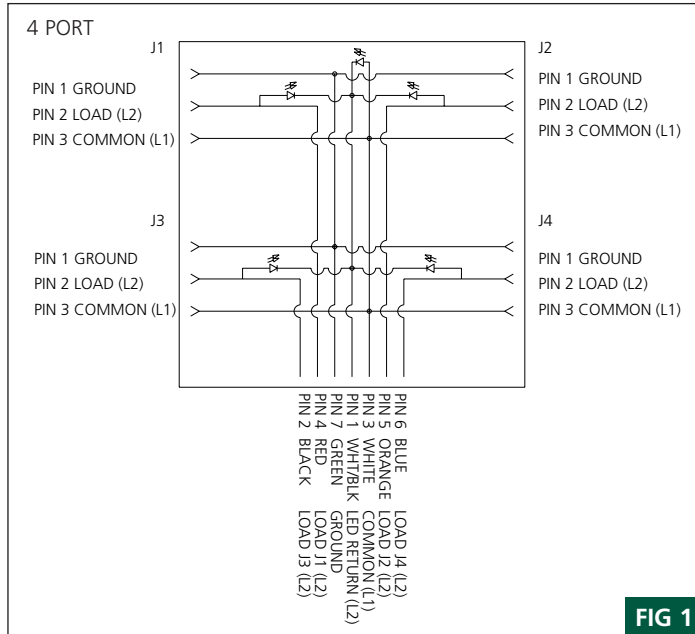 4 PORT
J1
J2
PIN 1 GROUND
PIN 2 LOAD (L2)
PIN 3 COMMON (L1)
PIN 1 GROUND
PIN 2 LOAD (L2)
PIN 3 COMMON (L1)
J3
J4
PIN 1 GROUND
PIN 2 LOAD (L2)
PIN 3 COMMON (L1)
PIN 1 GROUND
PIN 2 LOAD (L2)
PIN 3 COMMON (L1)
PIN 6 BLUE LOAD J4 (L2)
PIN 5 ORANGE LOAD J2 (L2)
PIN 3 WHITE COMMON (L1)
PIN 1 WHT/BLK LED RETURN (L2)
PIN 7 GREEN GROUND
PIN 4 RED LOAD J1 (L2)
PIN 2 BLACK LOAD J3 (L2)
FIG 1